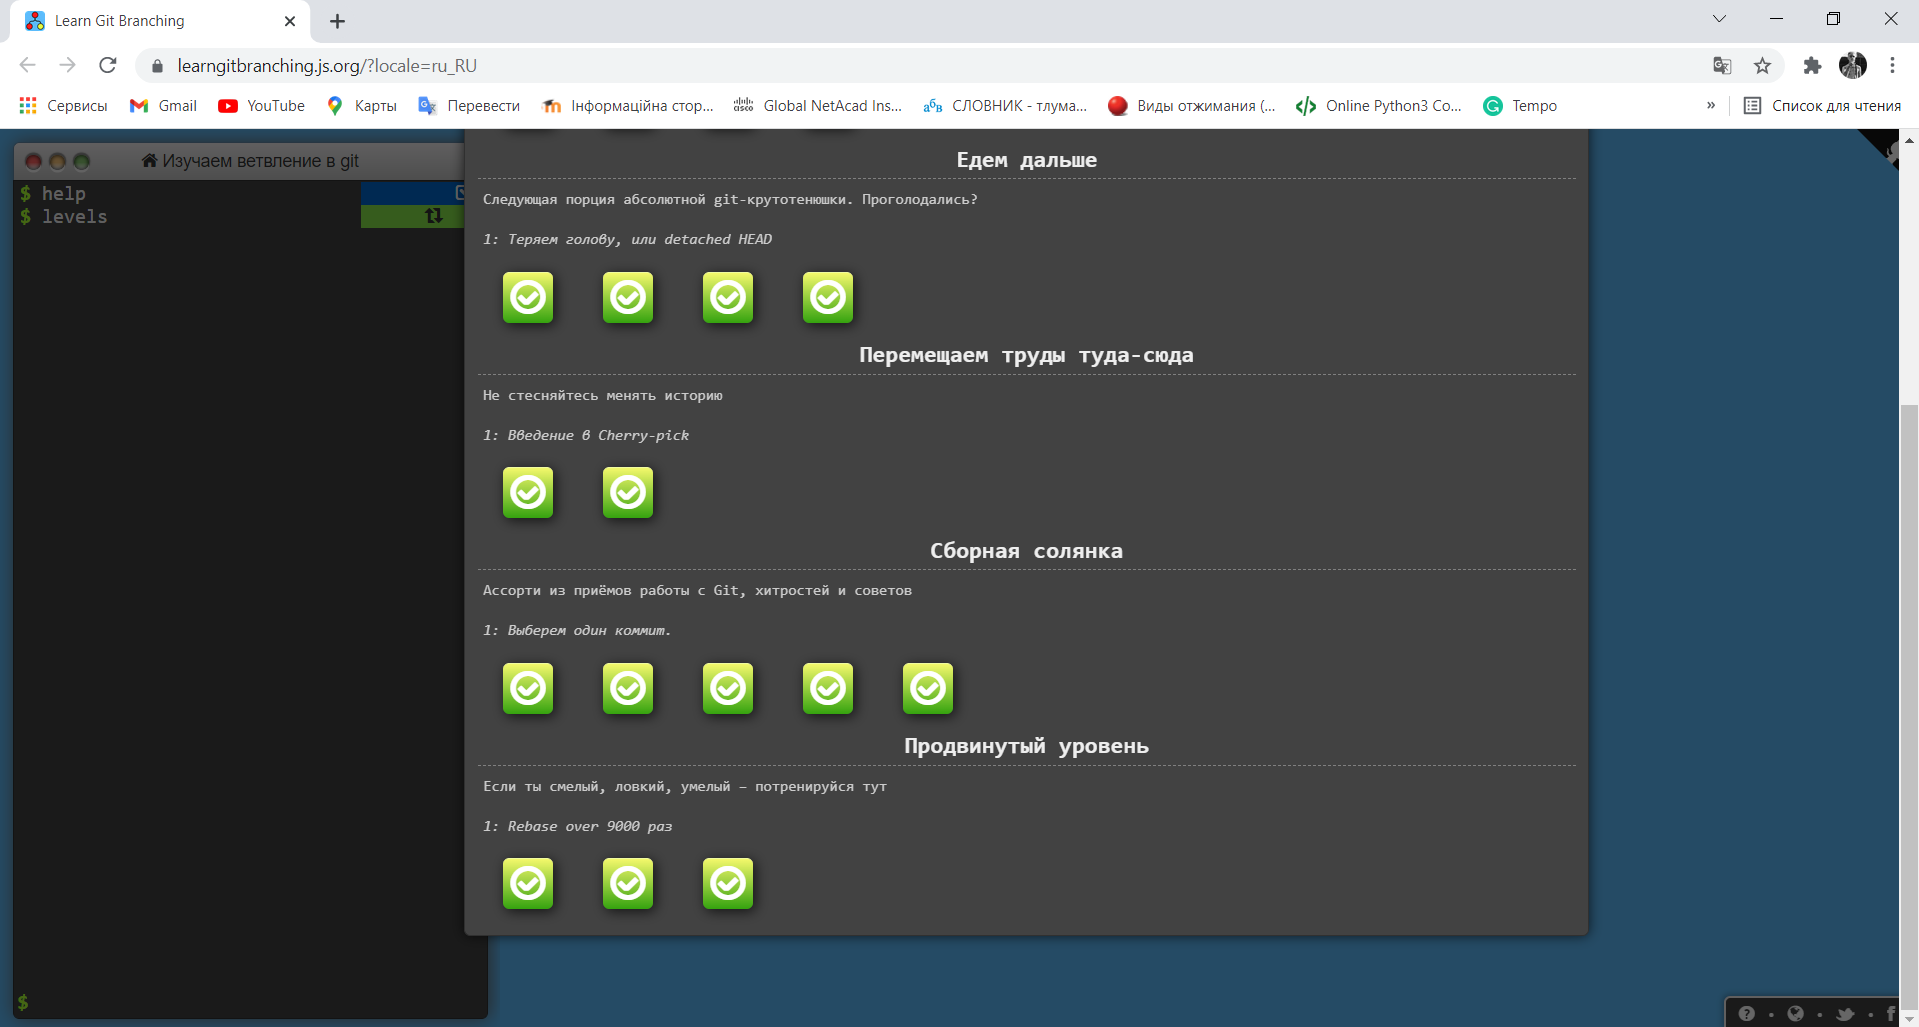 Learn Git Branching
learngitbranching.js.org/?locale=ru_RU
Сервисы Gmail YouTube Карты Перевести Інформаційна стор... Global NetAcad Ins... СЛОВНИК - тлума... Виды отжимания (... Online Python3 Co... Tempo » Список для чтения
Изучаем ветвление в git
$ help
$ levels
$
Едем дальше
Следующая порция абсолютной git-крутотенюшки. Проголодались?
1: Теряем голову, или detached HEAD
Перемещаем труды туда-сюда
Не стесняйтесь менять историю
1: Введение в Cherry-pick
Сборная солянка
Ассорти из приёмов работы с Git, хитростей и советов
1: Выберем один коммит.
Продвинутый уровень
Если ты смелый, ловкий, умелый – потренируйся тут
1: Rebase over 9000 раз